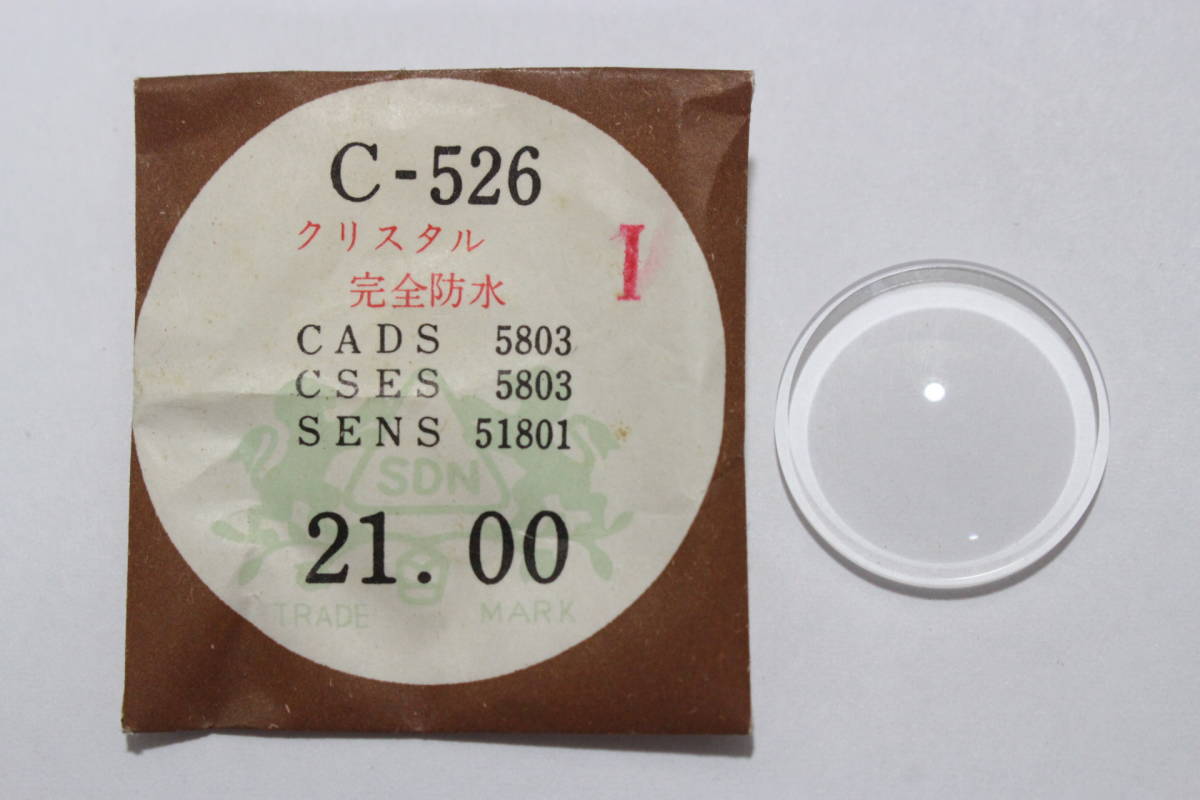 C-526
クリスタル
I
完全防水
CADS 5803
CSES 5803
SENS 51801
SDN
21.00
TRADE MARK